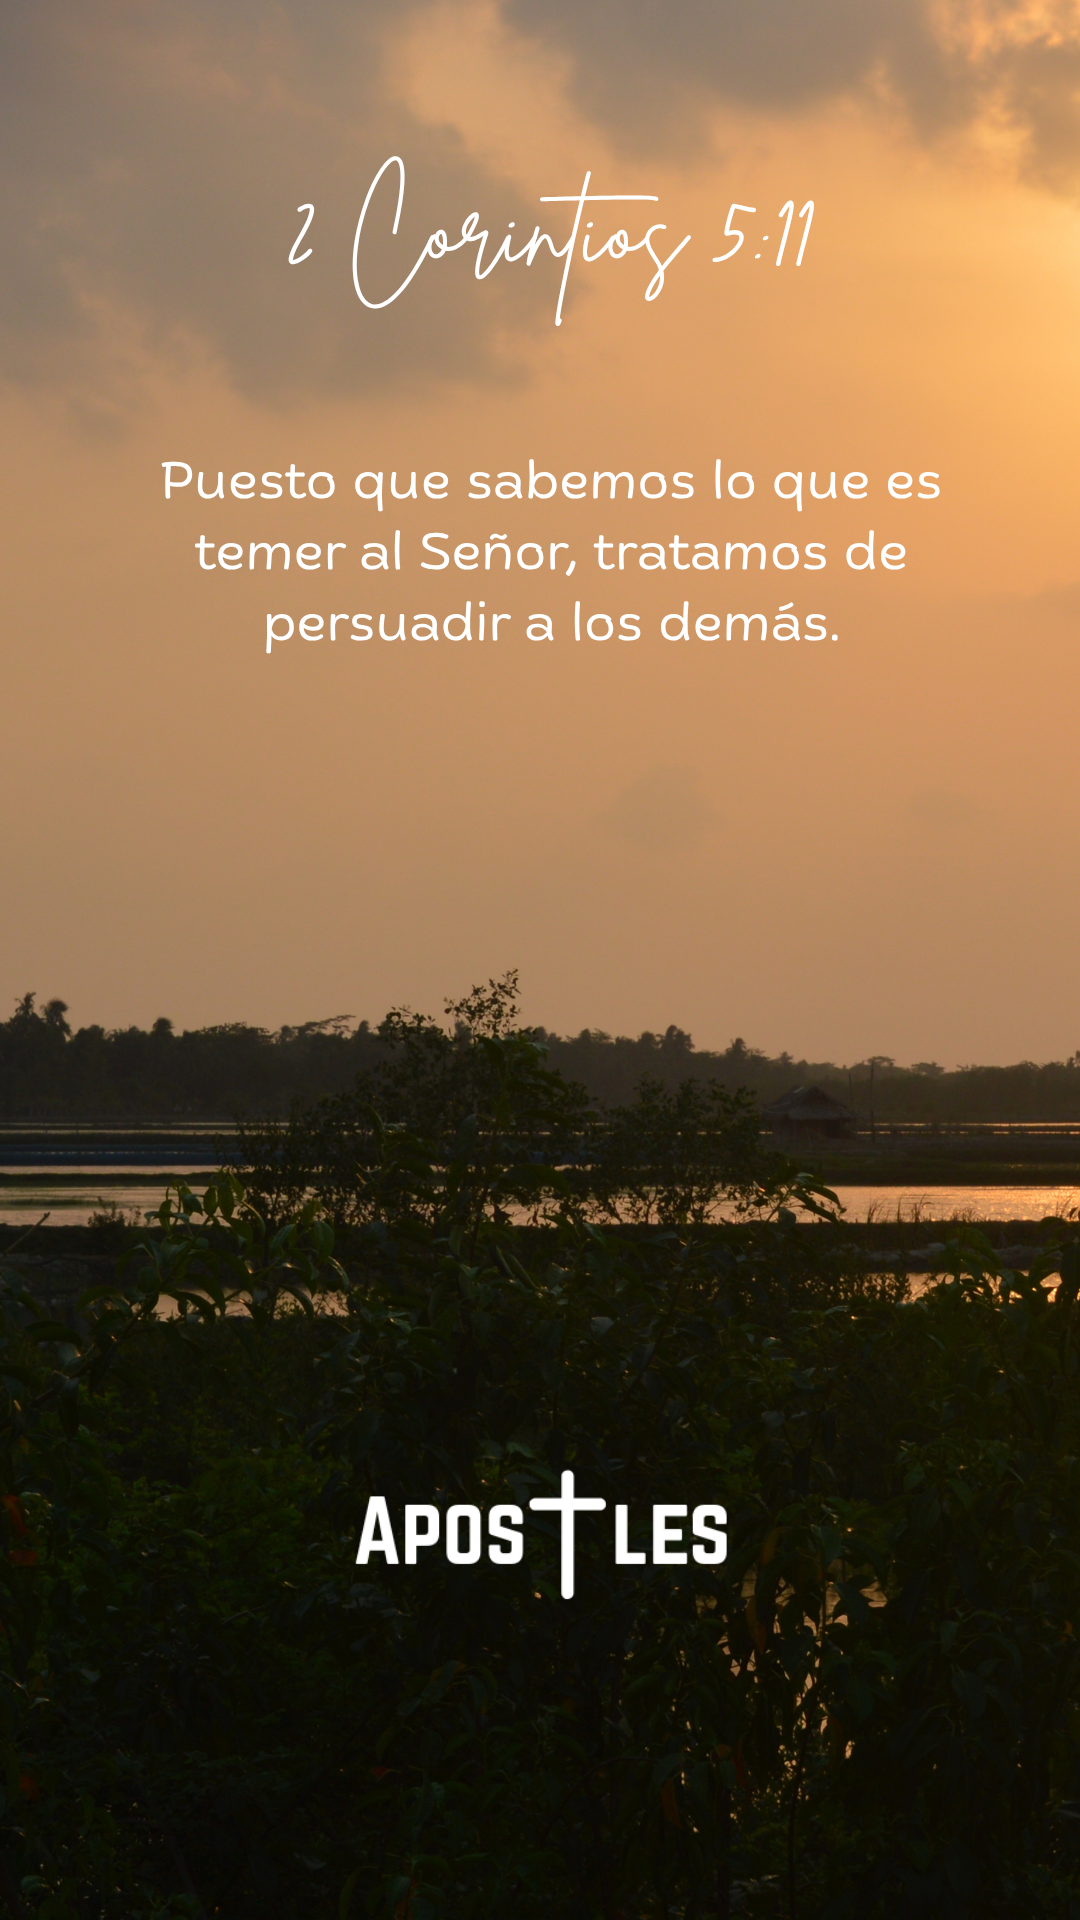 2 Corintios 5:11
Puesto que sabemos lo que es
temer al Señor, tratamos de
persuadir a los demás.
APOSTLES